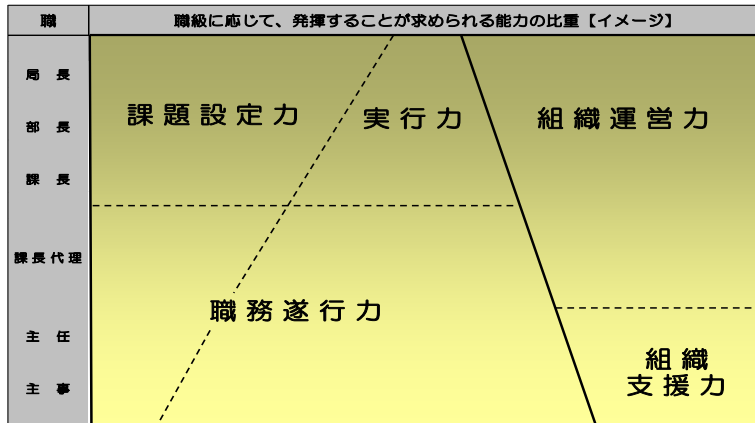 職
職級に応じて、発揮することが求められる能力の比重【イメージ】
局長
部長
課長
課長代理
主任
主事
課題設定力
実行力
組織運営力
職務遂行力
組織
支援力